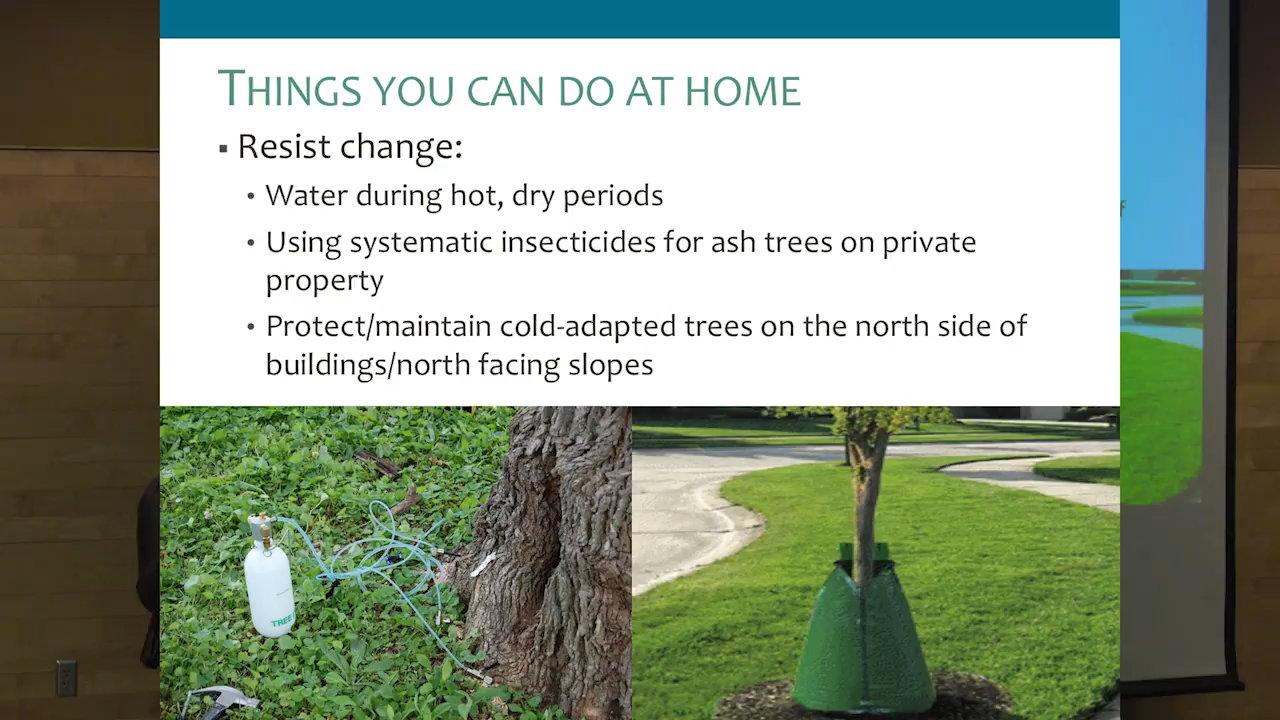 THINGS YOU CAN DO AT HOME
▪ Resist change:
• Water during hot, dry periods
• Using systematic insecticides for ash trees on private
property
• Protect/maintain cold-adapted trees on the north side of
buildings/north facing slopes
TREE